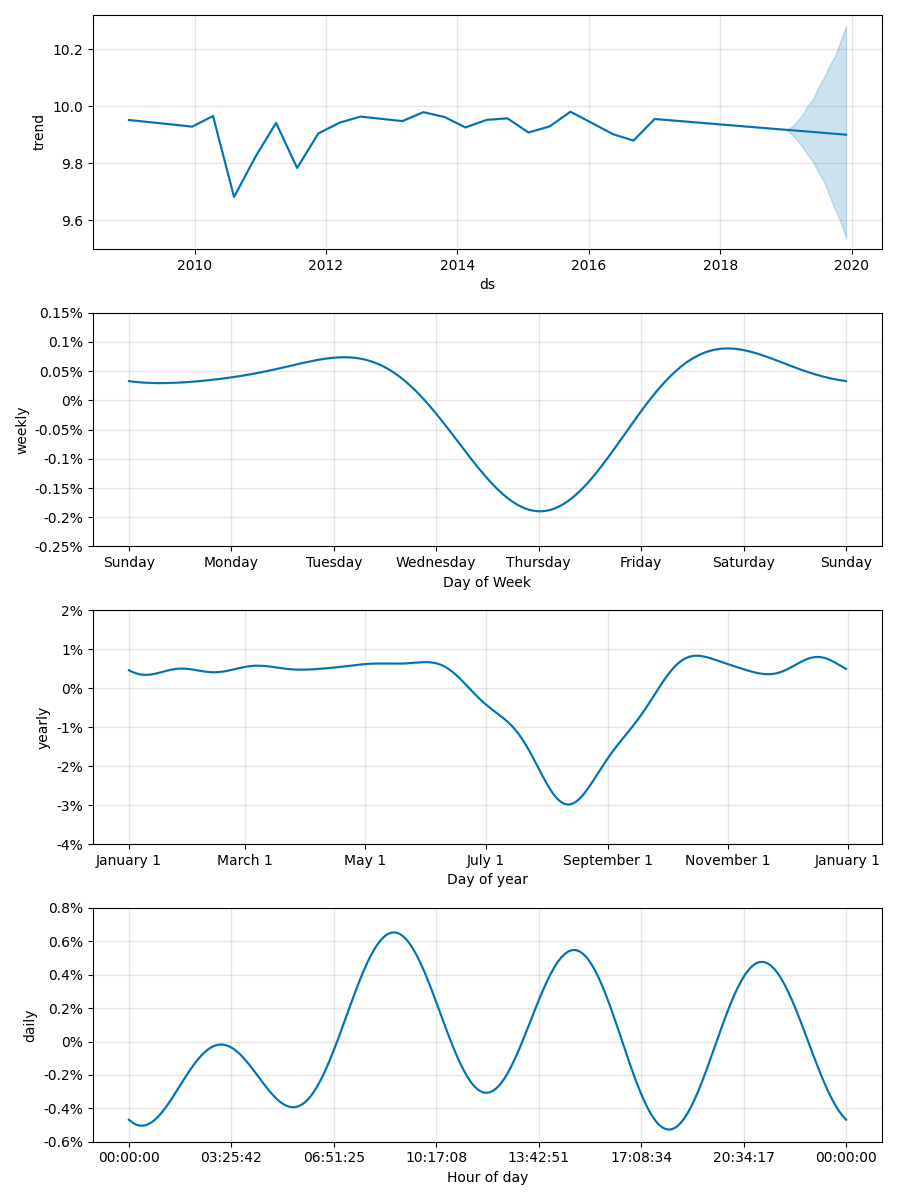 10.2
10.0
9.8
9.6
trend
2010 2012 2014 2016 2018 2020
ds
0.15%
0.1%
0.05%
0%
-0.05%
-0.1%
-0.15%
-0.2%
-0.25%
weekly
Sunday Monday Tuesday Wednesday Thursday Friday Saturday Sunday
Day of Week
2%
1%
0%
-1%
-2%
-3%
-4%
yearly
January 1 March 1 May 1 July 1 September 1 November 1 January 1
Day of year
0.8%
0.6%
0.4%
0.2%
0%
-0.2%
-0.4%
-0.6%
daily
00:00:00 03:25:42 06:51:25 10:17:08 13:42:51 17:08:34 20:34:17 00:00:00
Hour of day